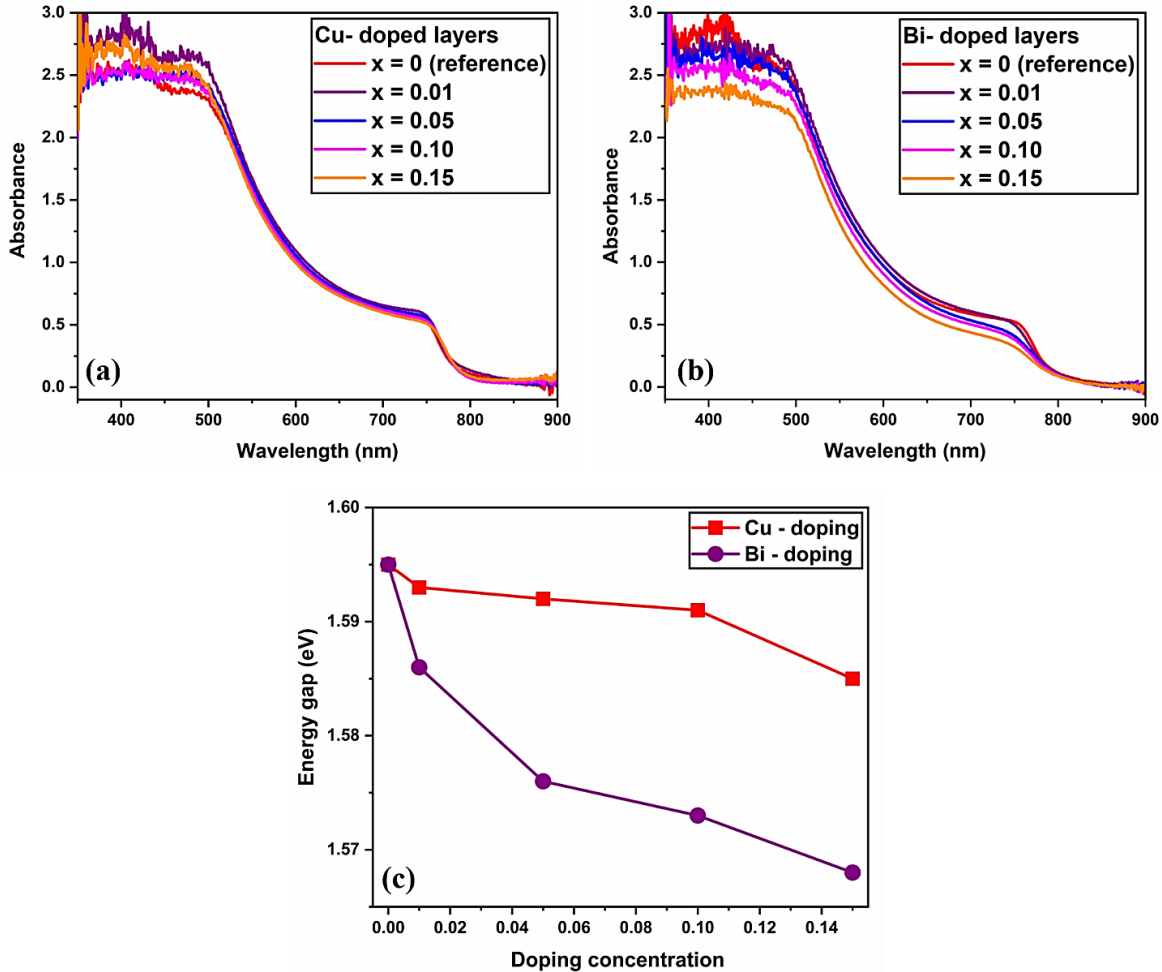 Cu- doped layers
x = 0 (reference)
x = 0.01
x = 0.05
x = 0.10
x = 0.15
3.0
2.5
2.0
1.5
1.0
0.5
0.0
Absorbance
(a)
400 500 600 700 800 900
Wavelength (nm)
Bi- doped layers
x = 0 (reference)
x = 0.01
x = 0.05
x = 0.10
x = 0.15
3.0
2.5
2.0
1.5
1.0
0.5
0.0
Absorbance
(b)
400 500 600 700 800 900
Wavelength (nm)
Cu - doping
Bi - doping
1.60
1.59
1.58
1.57
Energy gap (eV)
(c)
0.00 0.02 0.04 0.06 0.08 0.10 0.12 0.14
Doping concentration